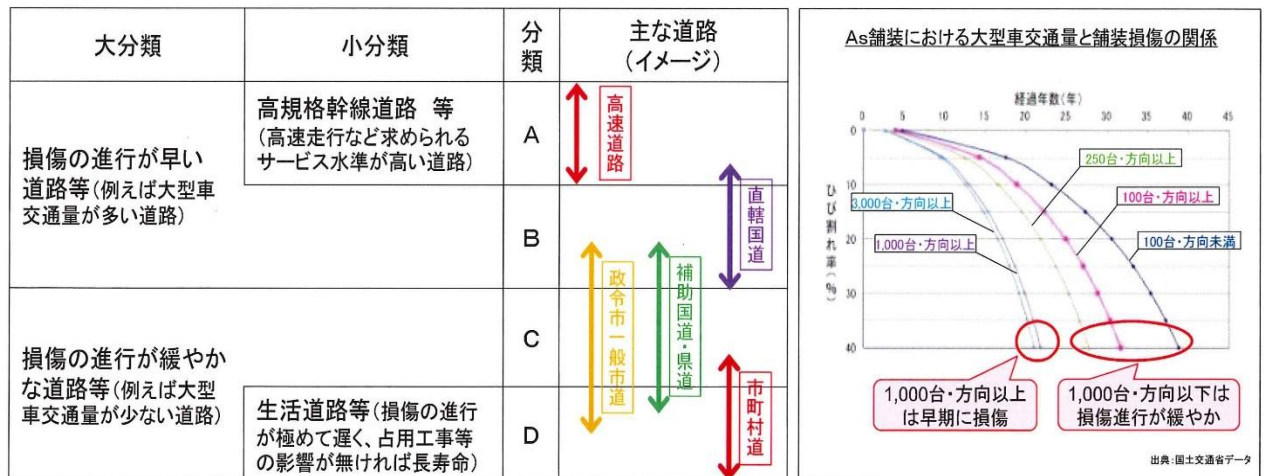 大分類
小分類
分
類
主な道路
(イメージ)
損傷の進行が早い
道路等(例えば大型車
交通量が多い道路)
高規格幹線道路 等
(高速走行など求められる
サービス水準が高い道路)
A
B
損傷の進行が緩やか
な道路等(例えば大型
車交通量が少ない道路)
C
生活道路等(損傷の進行
が極めて遅く、占用工事等
の影響が無ければ長寿命)
D
高速道路
直轄国道
政令市一般市道
補助国道・県道
市町村道
As舗装における大型車交通量と舗装損傷の関係
経過年数(年)
0 5 10 15 20 25 30 35 40 45
ひび割れ率(%)
0
10
20
30
40
250台・方向以上
3,000台・方向以上
100台・方向以上
1,000台・方向以上
100台・方向未満
1,000台・方向以上
は早期に損傷
1,000台・方向以下は
損傷進行が緩やか
出典:国土交通省データ